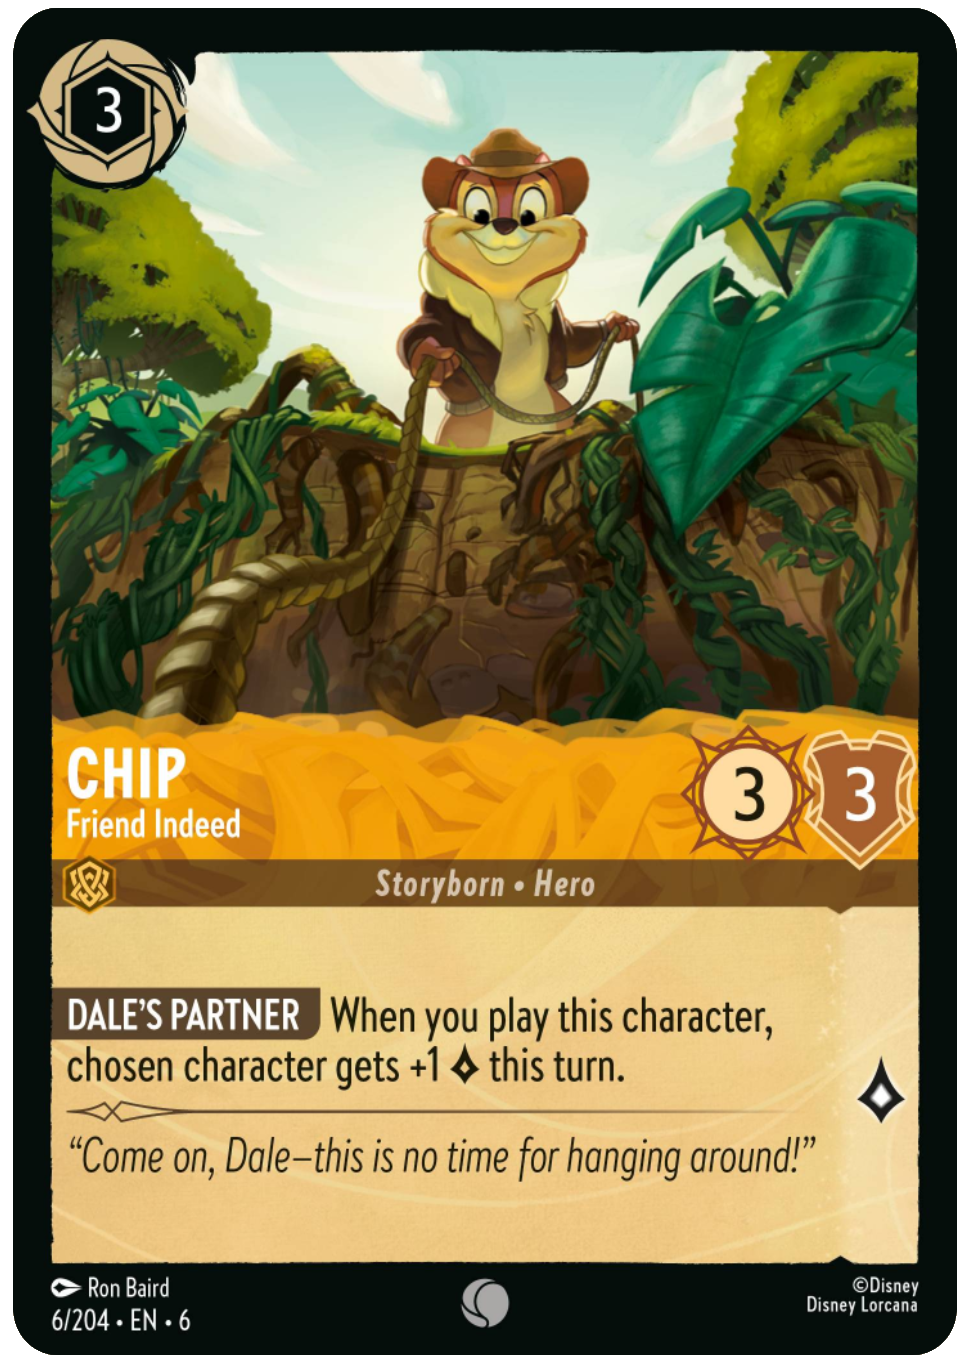 3
CHIP
Friend Indeed
3
3
Storyborn • Hero
DALE'S PARTNER When you play this character,
chosen character gets +1 this turn.
“Come on, Dale—this is no time for hanging around!”
Ron Baird
6/204 • EN • 6
©Disney
Disney Lorcana